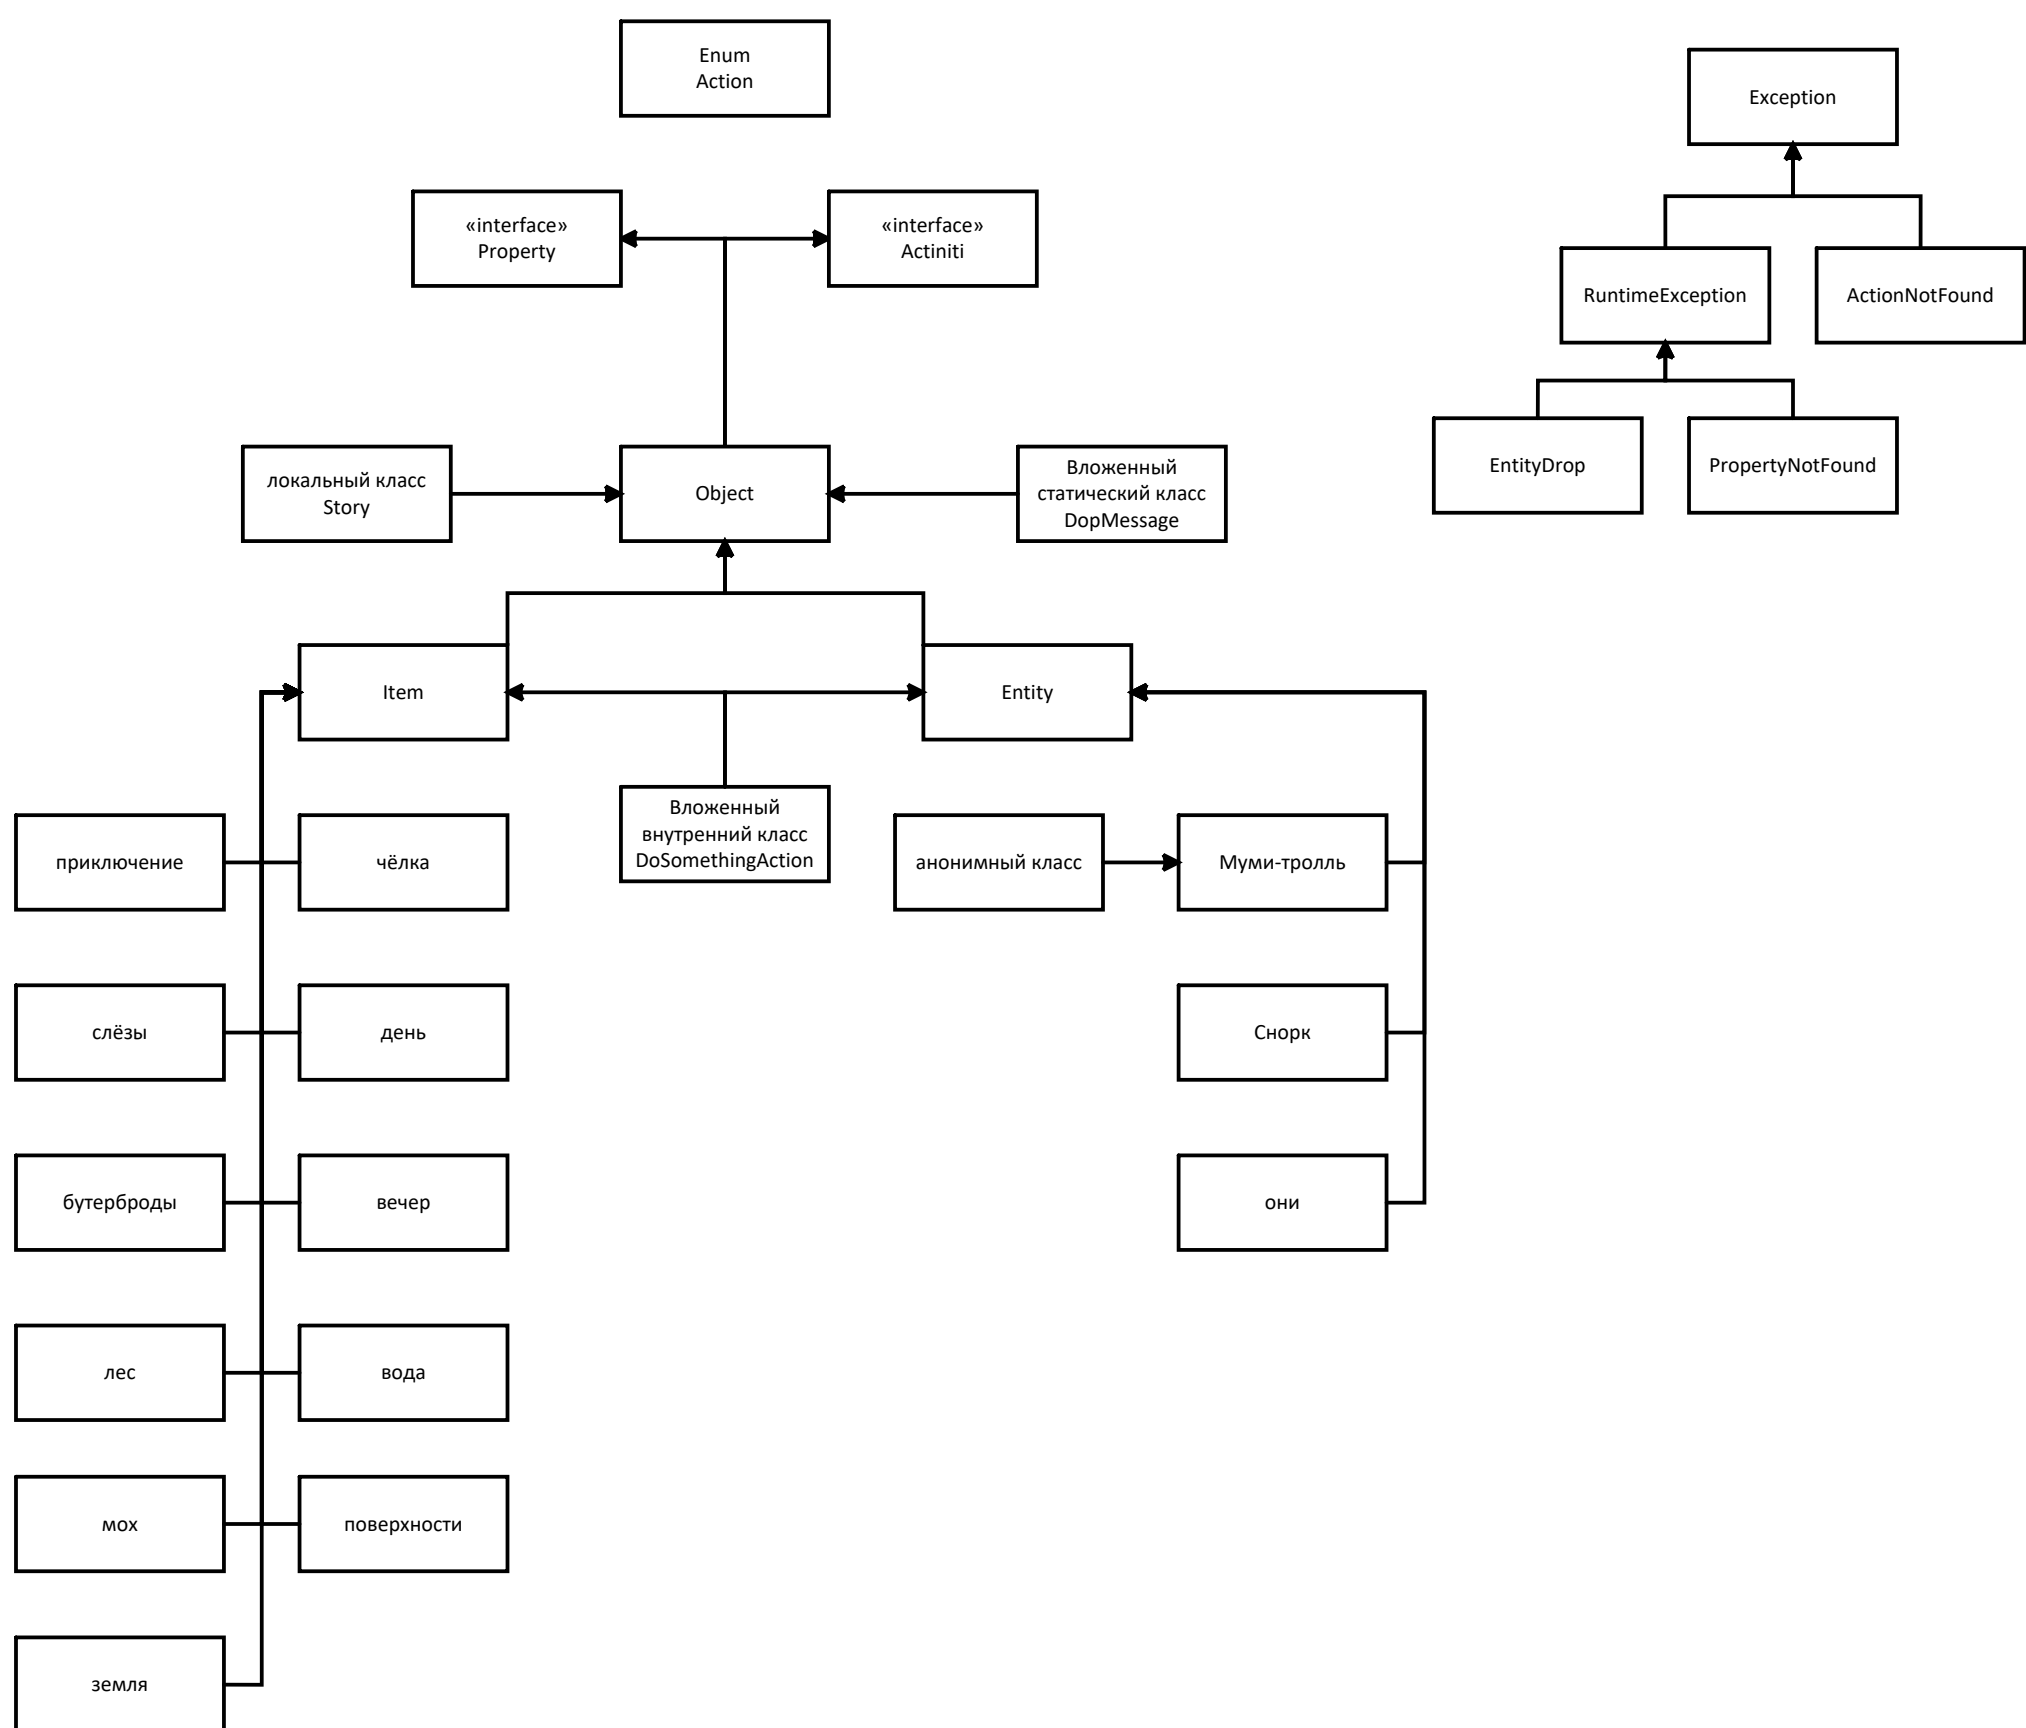 Enum
Action
Exception
«interface»
Property
«interface»
Actiniti
RuntimeException
ActionNotFound
EntityDrop
PropertyNotFound
локальный класс
Story
Object
Вложенный
статический класс
DopMessage
Item
Entity
Вложенный
внутренний класс
DoSomethingAction
приключение
чёлка
анонимный класс
Муми-тролль
слёзы
день
Снорк
бутерброды
вечер
они
лес
вода
мох
поверхности
земля